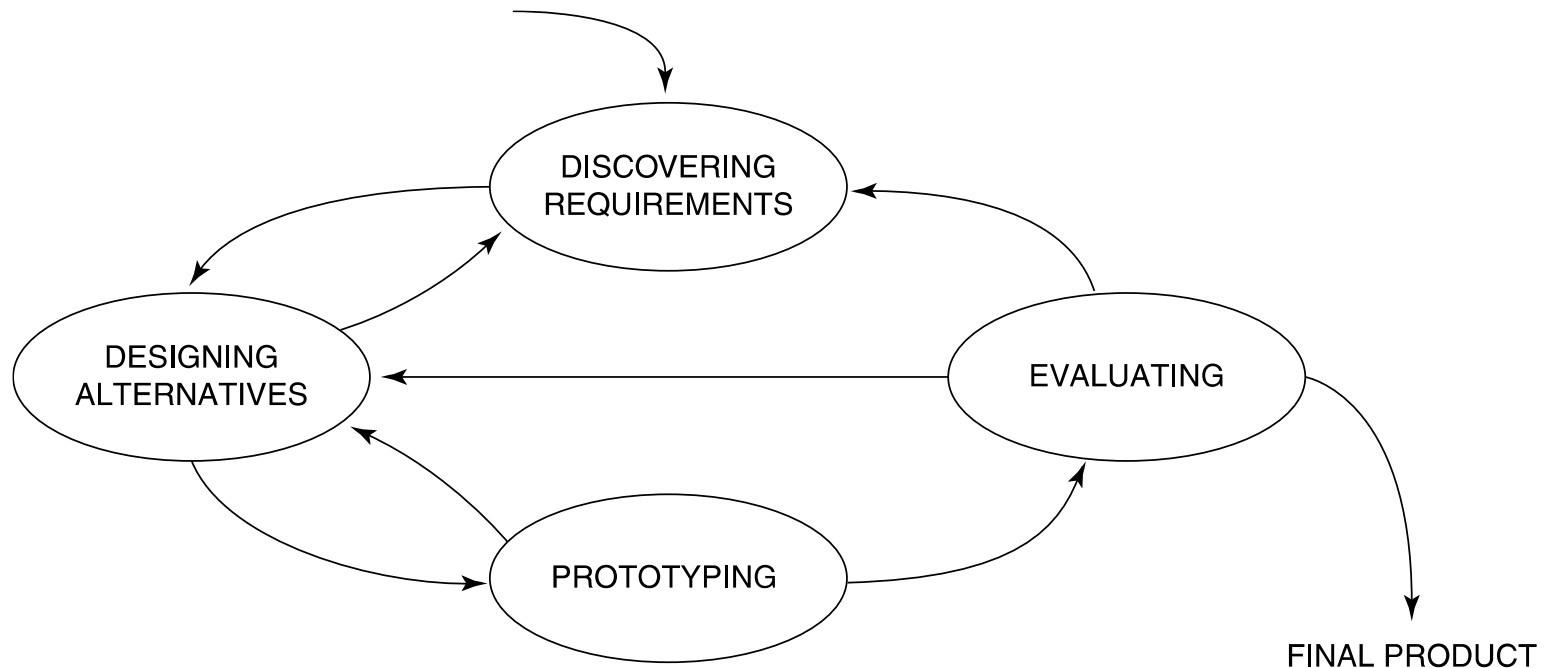 DISCOVERING
REQUIREMENTS
DESIGNING
ALTERNATIVES
EVALUATING
PROTOTYPING
FINAL PRODUCT